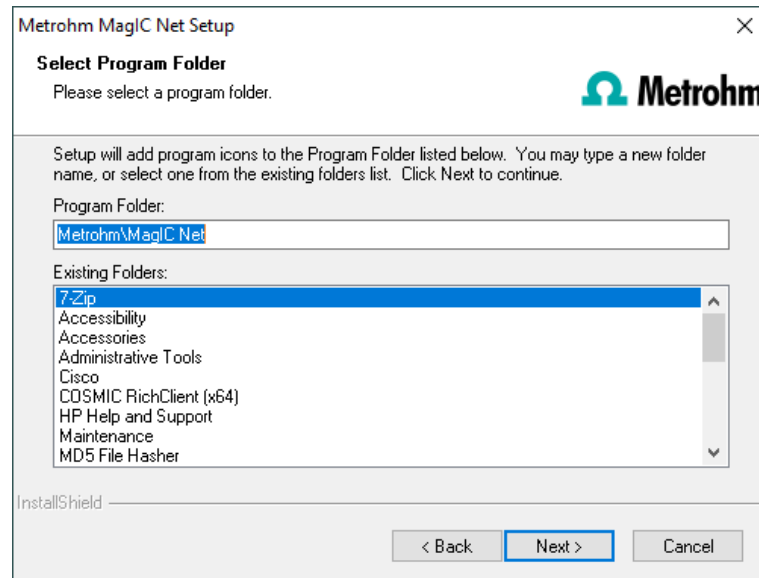 Metrohm MagIC Net Setup
Select Program Folder
Please select a program folder.
Metrohm
Setup will add program icons to the Program Folder listed below. You may type a new folder
name, or select one from the existing folders list. Click Next to continue.
Program Folder:
Metrohm\MagIC Net
Existing Folders:
7-Zip
Accessibility
Accessories
Administrative Tools
Cisco
COSMIC RichClient (x64)
HP Help and Support
Maintenance
MD5 File Hasher
InstallShield
< Back
Next >
Cancel